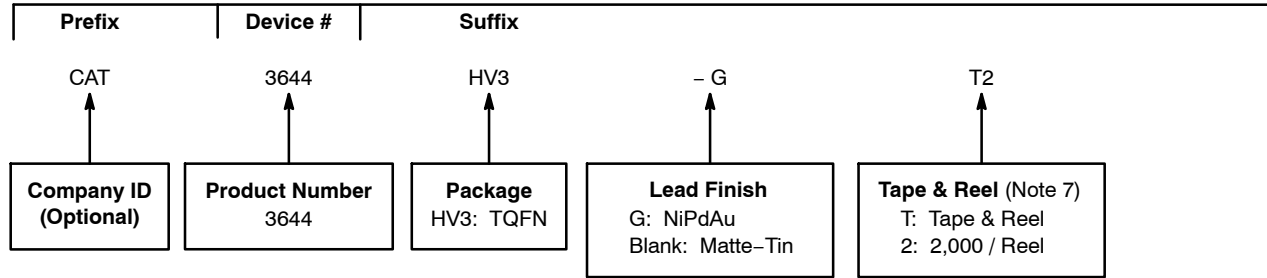 Prefix Device # Suffix
CAT 3644 HV3 – G T2
Company ID Product Number Package Lead Finish Tape & Reel (Note 7)
(Optional) 3644 HV3: TQFN G: NiPdAu T: Tape & Reel
Blank: Matte−Tin 2: 2,000 / Reel